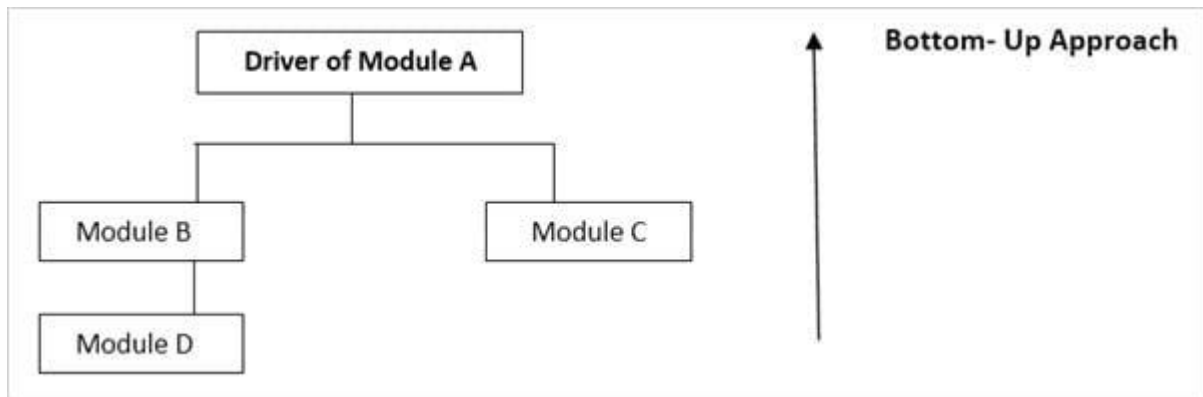 Driver of Module A
Bottom- Up Approach
Module B
Module C
Module D